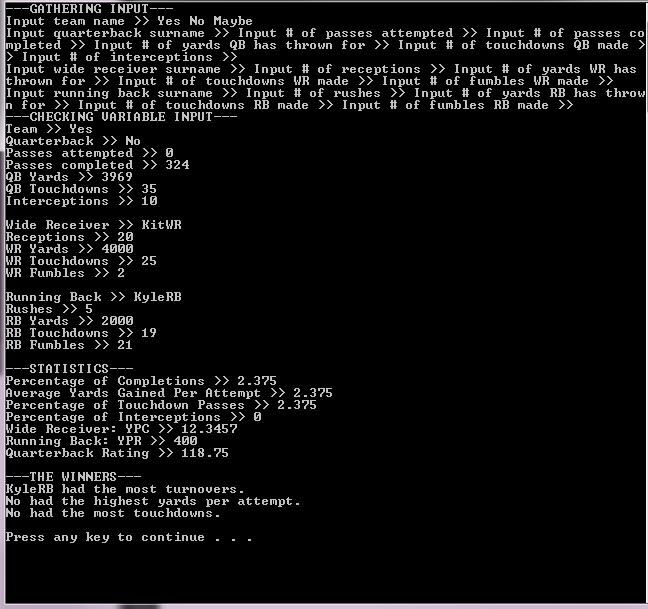 ---GATHERING INPUT---
Input team name >> Yes No Maybe
Input quarterback surname >> Input # of passes attempted >> Input # of passes co
mpleted >> Input # of yards QB has thrown for >> Input # of touchdowns QB made >
> Input # of interceptions >>
Input wide receiver surname >> Input # of receptions >> Input # of yards WR has
thrown for >> Input # of touchdowns WR made >> Input # of fumbles WR made >>
Input running back surname >> Input # of rushes >> Input # of yards RB has throw
n for >> Input # of touchdowns RB made >> Input # of fumbles RB made >>
---CHECKING VARIABLE INPUT---
Team >> Yes
Quarterback >> No
Passes attempted >> 0
Passes completed >> 324
QB Yards >> 3969
QB Touchdowns >> 35
Interceptions >> 10
Wide Receiver >> KitWR
Receptions >> 20
WR Yards >> 4000
WR Touchdowns >> 25
WR Fumbles >> 2
Running Back >> KyleRB
Rushes >> 5
RB Yards >> 2000
RB Touchdowns >> 19
RB Fumbles >> 21
---STATISTICS---
Percentage of Completions >> 2.375
Average Yards Gained Per Attempt >> 2.375
Percentage of Touchdown Passes >> 2.375
Percentage of Interceptions >> 0
Wide Receiver: YPC >> 12.3457
Running Back: YPR >> 400
Quarterback Rating >> 118.75
---THE WINNERS---
KyleRB had the most turnovers.
No had the highest yards per attempt.
No had the most touchdowns.
Press any key to continue . . .